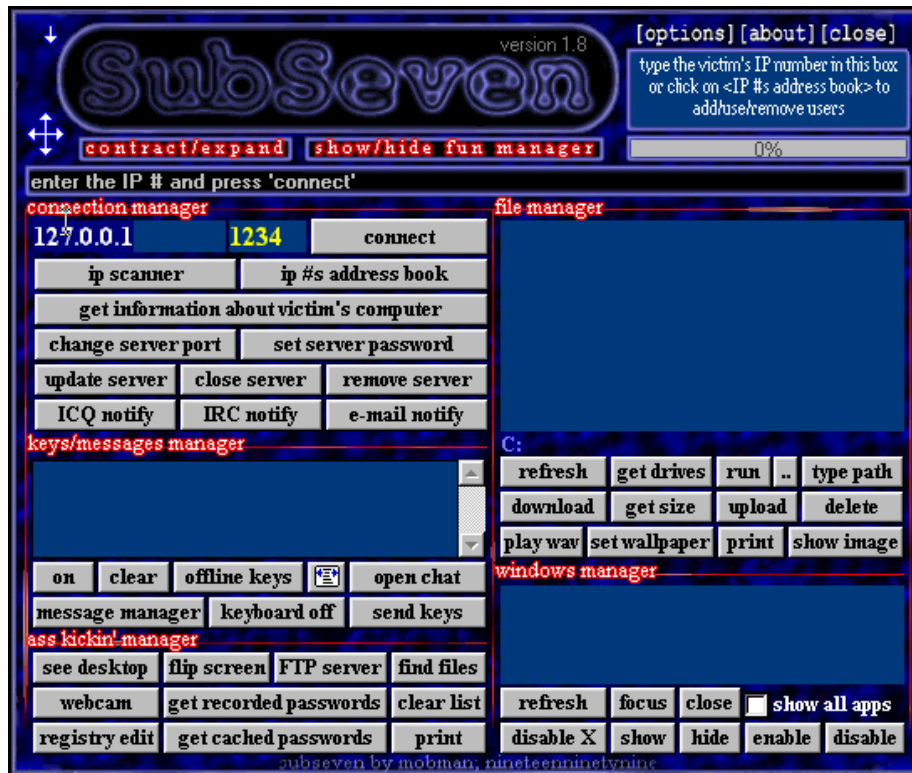 SubSeven
version 1.8
[options] [about] [close]
type the victim's IP number in this box
or click on <IP #s address book> to
add/use/remove users
contract/expand show/hide fun manager
0%
enter the IP # and press 'connect'
connection manager
127.0.0.1 1234 connect
ip scanner ip #s address book
get information about victim's computer
change server port set server password
update server close server remove server
ICQ notify IRC notify e-mail notify
keys/messages manager
on clear offline keys open chat
message manager keyboard off send keys
ass kickin' manager
see desktop flip screen FTP server find files
webcam get recorded passwords clear list
registry edit get cached passwords print
file manager
C:
refresh get drives run .. type path
download get size upload delete
play wav set wallpaper print show image
windows manager
refresh focus close show all apps
disable X show hide enable disable
subseven by mobman; nineteenninetynine